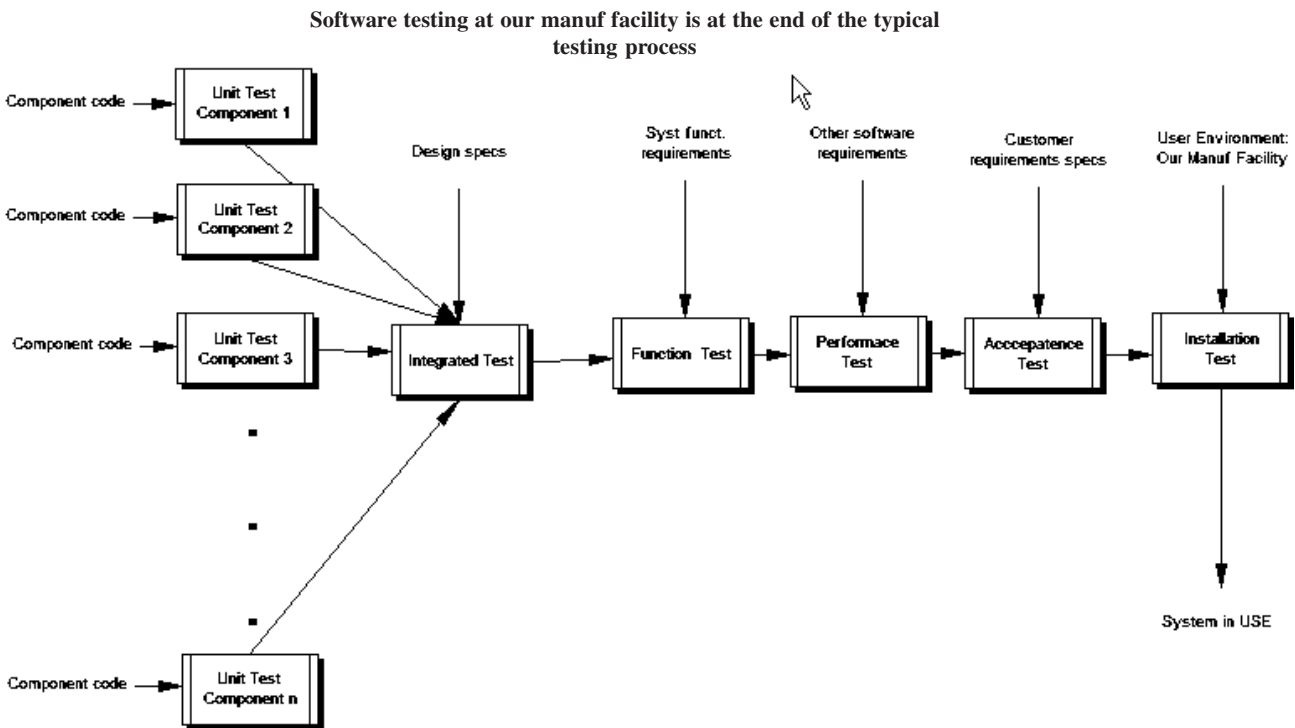 Software testing at our manuf facility is at the end of the typical
testing process
Component code
Unit Test
Component 1
Component code
Unit Test
Component 2
Component code
Unit Test
Component 3
Component code
Unit Test
Component n
Design specs
Integrated Test
Syst funct.
requirements
Function Test
Other software
requirements
Performace
Test
Customer
requirements specs
Acccepatence
Test
User Environment:
Our Manuf Facility
Installation
Test
System in USE